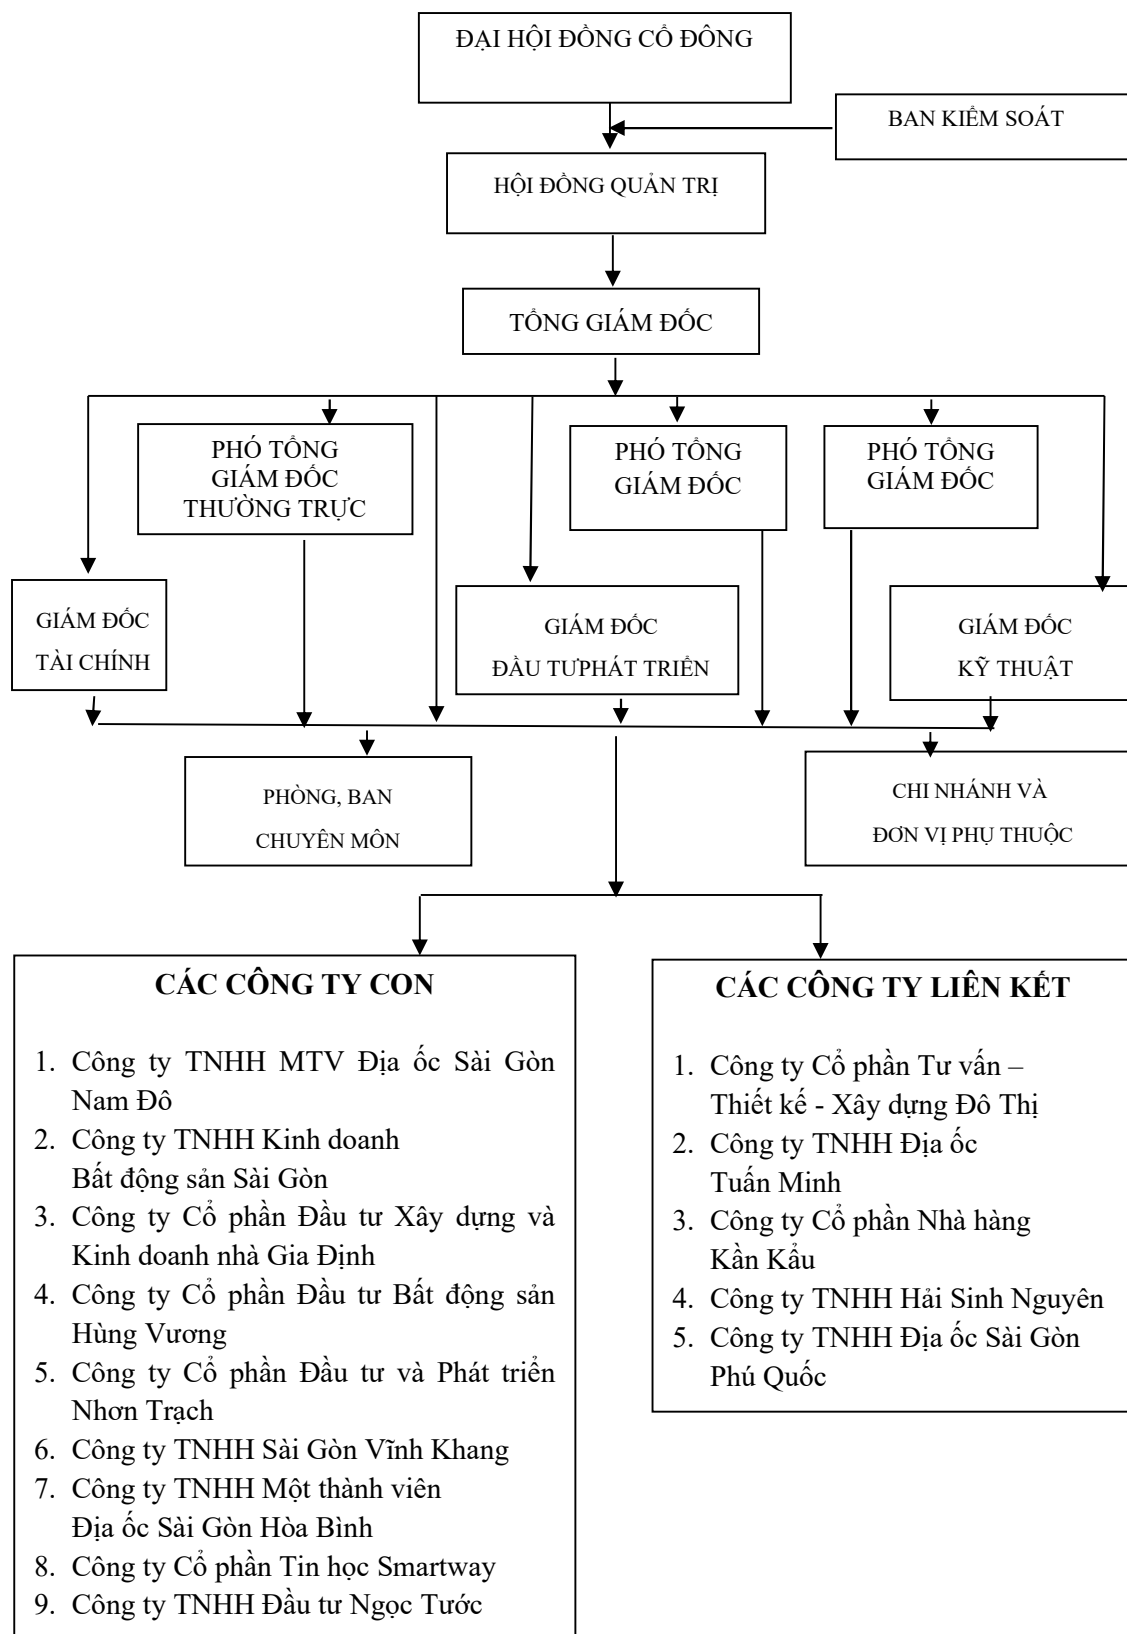 ĐẠI HỘI ĐỒNG CỔ ĐÔNG
BAN KIỂM SOÁT
HỘI ĐỒNG QUẢN TRỊ
TỔNG GIÁM ĐỐC
PHÓ TỔNG
GIÁM ĐỐC
THƯỜNG TRỰC
PHÓ TỔNG
GIÁM ĐỐC
PHÓ TỔNG
GIÁM ĐỐC
GIÁM ĐỐC
TÀI CHÍNH
GIÁM ĐỐC
ĐẦU TƯPHÁT TRIỂN
GIÁM ĐỐC
KỸ THUẬT
PHÒNG, BAN
CHUYÊN MÔN
CHI NHÁNH VÀ
ĐƠN VỊ PHỤ THUỘC
CÁC CÔNG TY CON
1. Công ty TNHH MTV Địa ốc Sài Gòn
Nam Đô
2. Công ty TNHH Kinh doanh
Bất động sản Sài Gòn
3. Công ty Cổ phần Đầu tư Xây dựng và
Kinh doanh nhà Gia Định
4. Công ty Cổ phần Đầu tư Bất động sản
Hùng Vương
5. Công ty Cổ phần Đầu tư và Phát triển
Nhơn Trạch
6. Công ty TNHH Sài Gòn Vĩnh Khang
7. Công ty TNHH Một thành viên
Địa ốc Sài Gòn Hòa Bình
8. Công ty Cổ phần Tin học Smartway
9. Công ty TNHH Đầu tư Ngọc Tước
CÁC CÔNG TY LIÊN KẾT
1. Công ty Cổ phần Tư vấn –
Thiết kế - Xây dựng Đô Thị
2. Công ty TNHH Địa ốc
Tuấn Minh
3. Công ty Cổ phần Nhà hàng
Kần Kẩu
4. Công ty TNHH Hải Sinh Nguyên
5. Công ty TNHH Địa ốc Sài Gòn
Phú Quốc